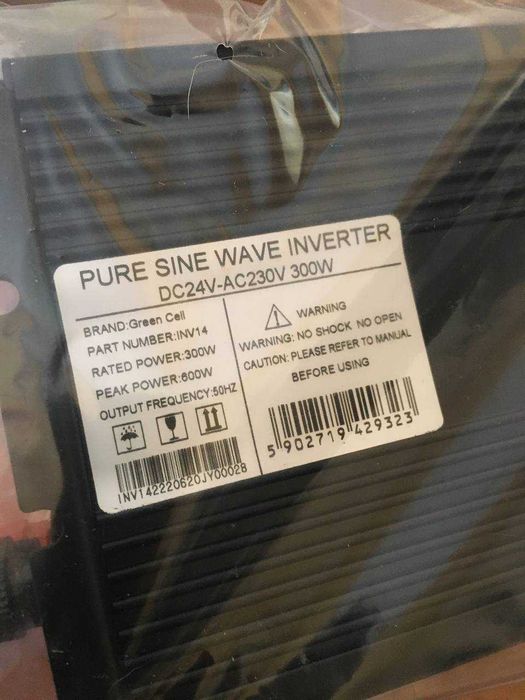 PURE SINE WAVE INVERTER
DC24V-AC230V 300W
BRAND:Green Cell
PART NUMBER:INV14
RATED POWER:300W
PEAK POWER:600W
OUTPUT FREQUENCY:50HZ
INV142220620JY00028
WARNING
WARNING: NO SHOCK NO OPEN
CAUTION: PLEASE REFER TO MANUAL
BEFORE USING
5 902719 429323